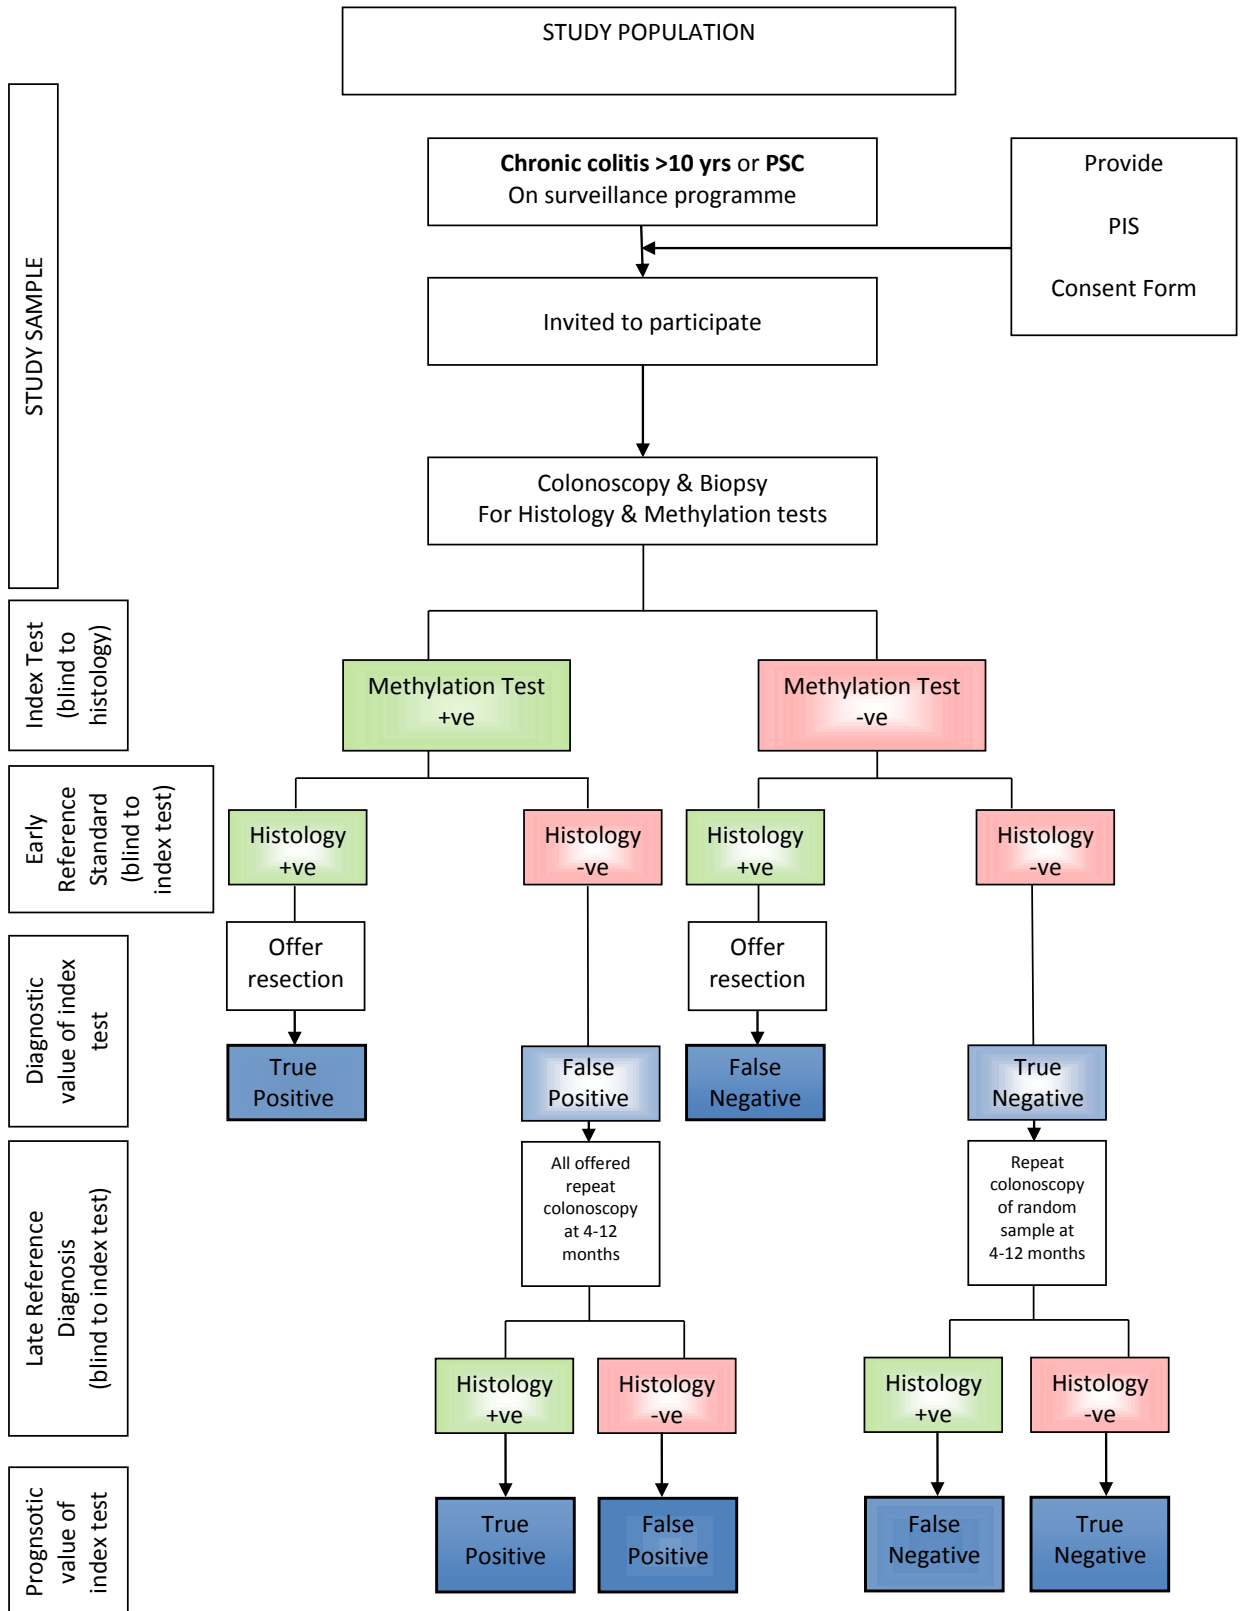 STUDY POPULATION
STUDY SAMPLE
Chronic colitis >10 yrs or PSC
On surveillance programme
Provide
PIS
Consent Form
Invited to participate
Colonoscopy & Biopsy
For Histology & Methylation tests
Index Test
(blind to
histology)
Methylation Test
+ve
Methylation Test
-ve
Early
Reference
Standard
(blind to
index test)
Histology
+ve
Histology
-ve
Histology
+ve
Histology
-ve
Offer
resection
Offer
resection
Diagnostic
value of index
test
True
Positive
False
Positive
False
Negative
True
Negative
Late Reference
Diagnosis
(blind to index test)
All offered
repeat
colonoscopy
at 4-12
months
Repeat
colonoscopy
of random
sample at
4-12 months
Histology
+ve
Histology
-ve
Histology
+ve
Histology
-ve
Prognsotic
value of
index test
True
Positive
False
Positive
False
Negative
True
Negative